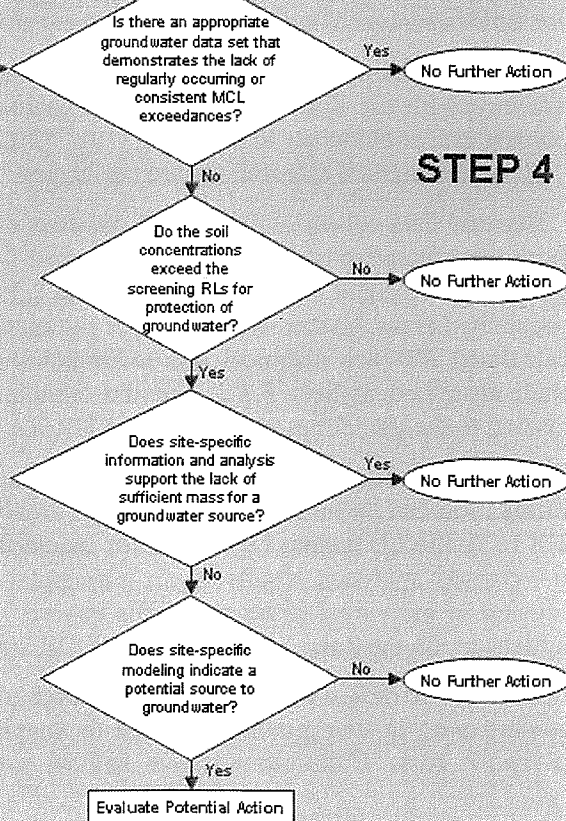 Is there an appropriate
groundwater data set that
demonstrates the lack of
regularly occurring or
consistent MCL
exceedances?
Yes
No Further Action
STEP 4
No
Do the soil
concentrations
exceed the
screening RLs for
protection of
groundwater?
No
No Further Action
Yes
Does site-specific
information and analysis
support the lack of
sufficient mass for a
groundwater source?
Yes
No Further Action
No
Does site-specific
modeling indicate a
potential source to
groundwater?
No
No Further Action
Yes
Evaluate Potential Action